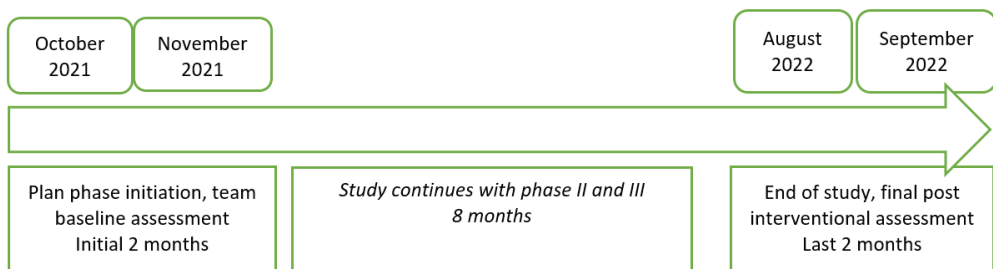 October
2021
November
2021
August
2022
September
2022
Plan phase initiation, team
baseline assessment
Initial 2 months
Study continues with phase II and III
8 months
End of study, final post
interventional assessment
Last 2 months